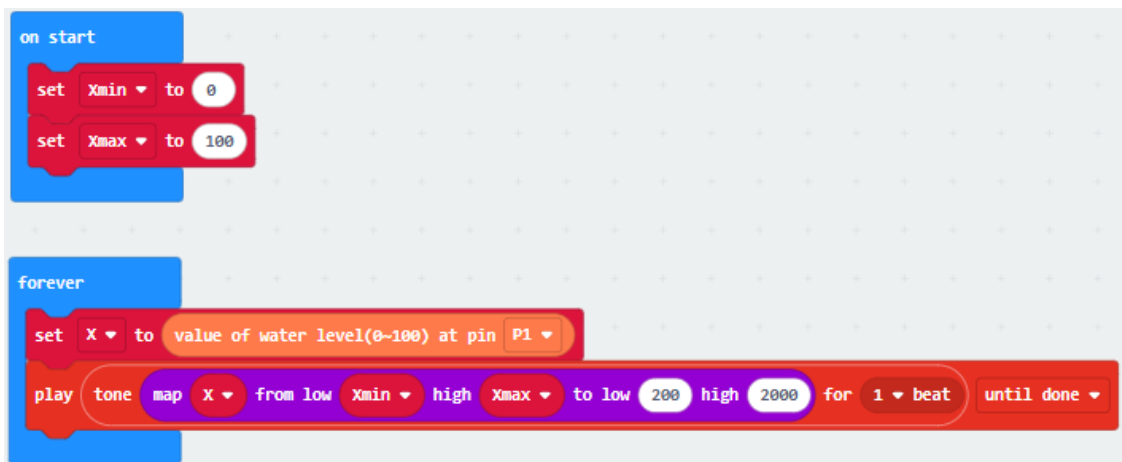 on start
set Xmin to 0
set Xmax to 100
forever
set X to value of water level(0~100) at pin P1
play tone map X from low Xmin high Xmax to low 200 high 2000 for 1 beat until done